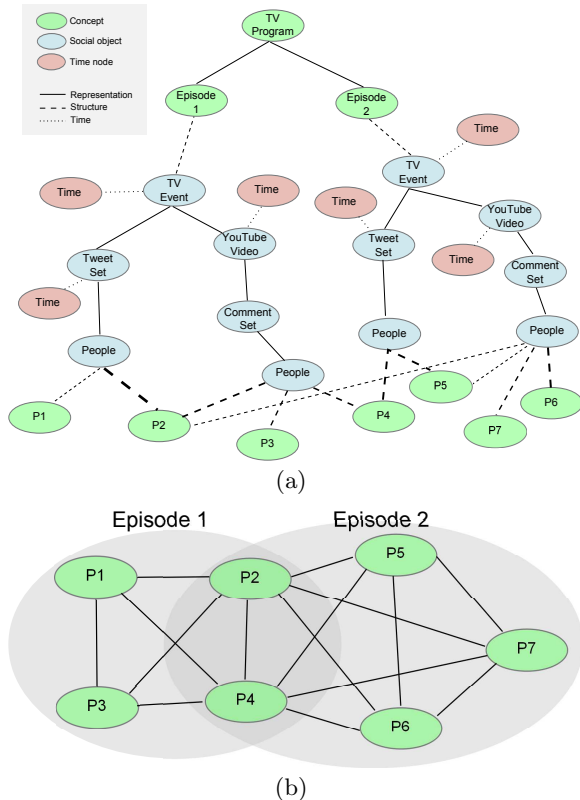 Concept
Social object
Time node
Representation
Structure
Time
TV
Program
Episode
1
Episode
2
Time
TV
Event
Time
Time
TV
Event
Time
YouTube
Video
Tweet
Set
YouTube
Video
Tweet
Set
Time
Time
Comment
Set
Comment
Set
People
People
People
People
P1
P2
P3
P4
P5
P7
P6
(a)
Episode 1
Episode 2
P1
P2
P5
P7
P3
P4
P6
(b)